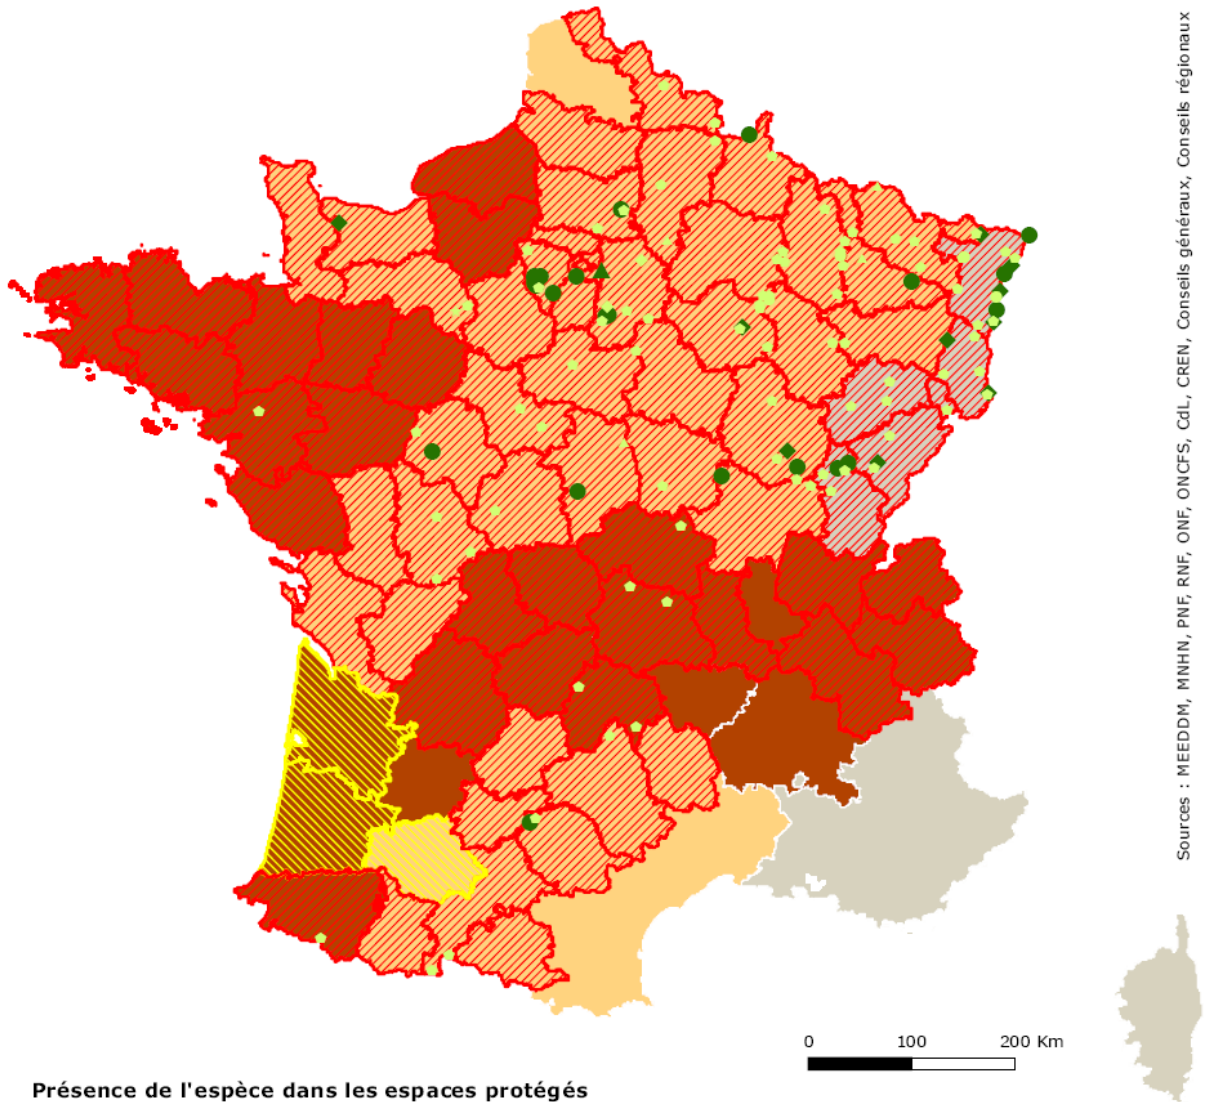 Sources : MEEDDM, MNHN, PNF, RNF, ONF, ONCFS, CdL, CREN, Conseils généraux, Conseils régionaux
0 100 200 Km
Présence de l'espèce dans les espaces protégés